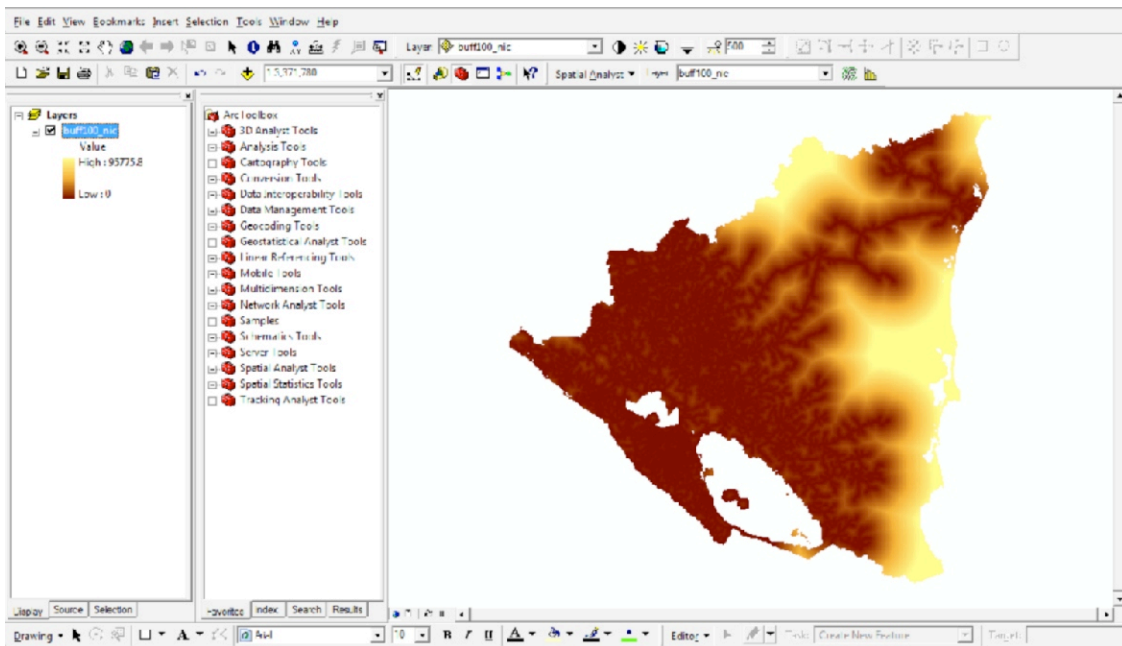 File Edit View Bookmarks Insert Selection Tools Window Help
Layer: buff100_nic 500
Spatial Analyst Layer: buff100_nic
Layers ArcToolbox
buff100_nic 3D Analyst Tools
Value Analysis Tools
High : 95775.8 Cartography Tools
Conversion Tools
Low : 0 Data Interoperability Tools
Data Management Tools
Geocoding Tools
Geostatistical Analyst Tools
Linear Referencing Tools
Mobile Tools
Multidimension Tools
Network Analyst Tools
Samples
Schematics Tools
Server Tools
Spatial Analyst Tools
Spatial Statistics Tools
Tracking Analyst Tools
Display Source Selection Favorites Index Search Results
Drawing A Arial 10 B I U A Editor Task: Create New Feature Target: